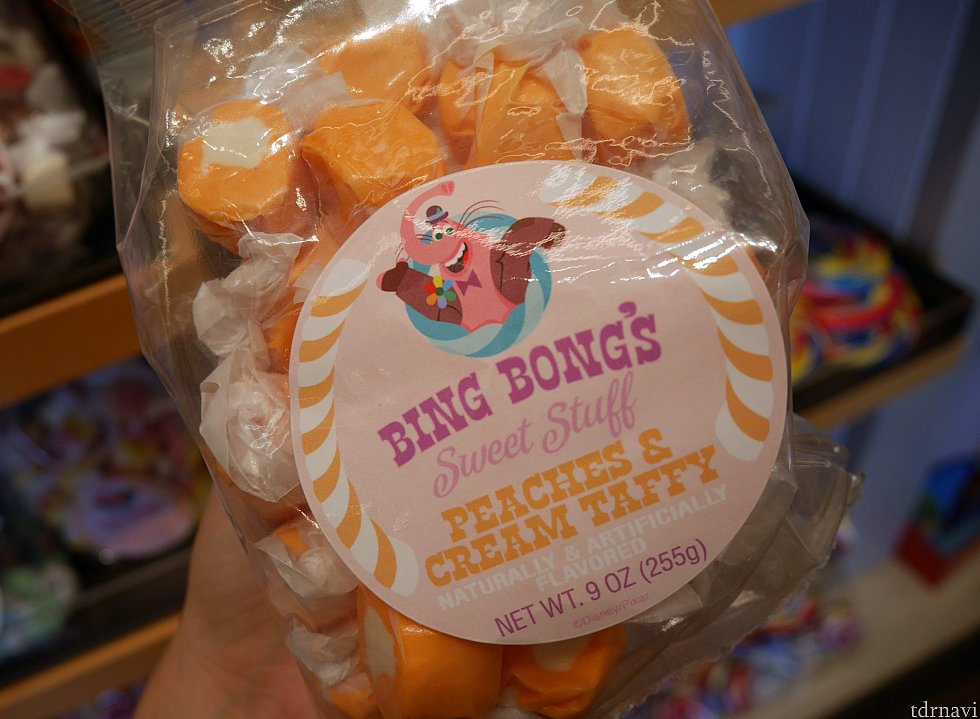 BING BONG'S
Sweet Stuff
PEACHES &
CREAM TAFFY
NATURALLY & ARTIFICIALLY
FLAVORED
NET WT. 9 OZ (255g)
©Disney/Pixar
tdrnavi